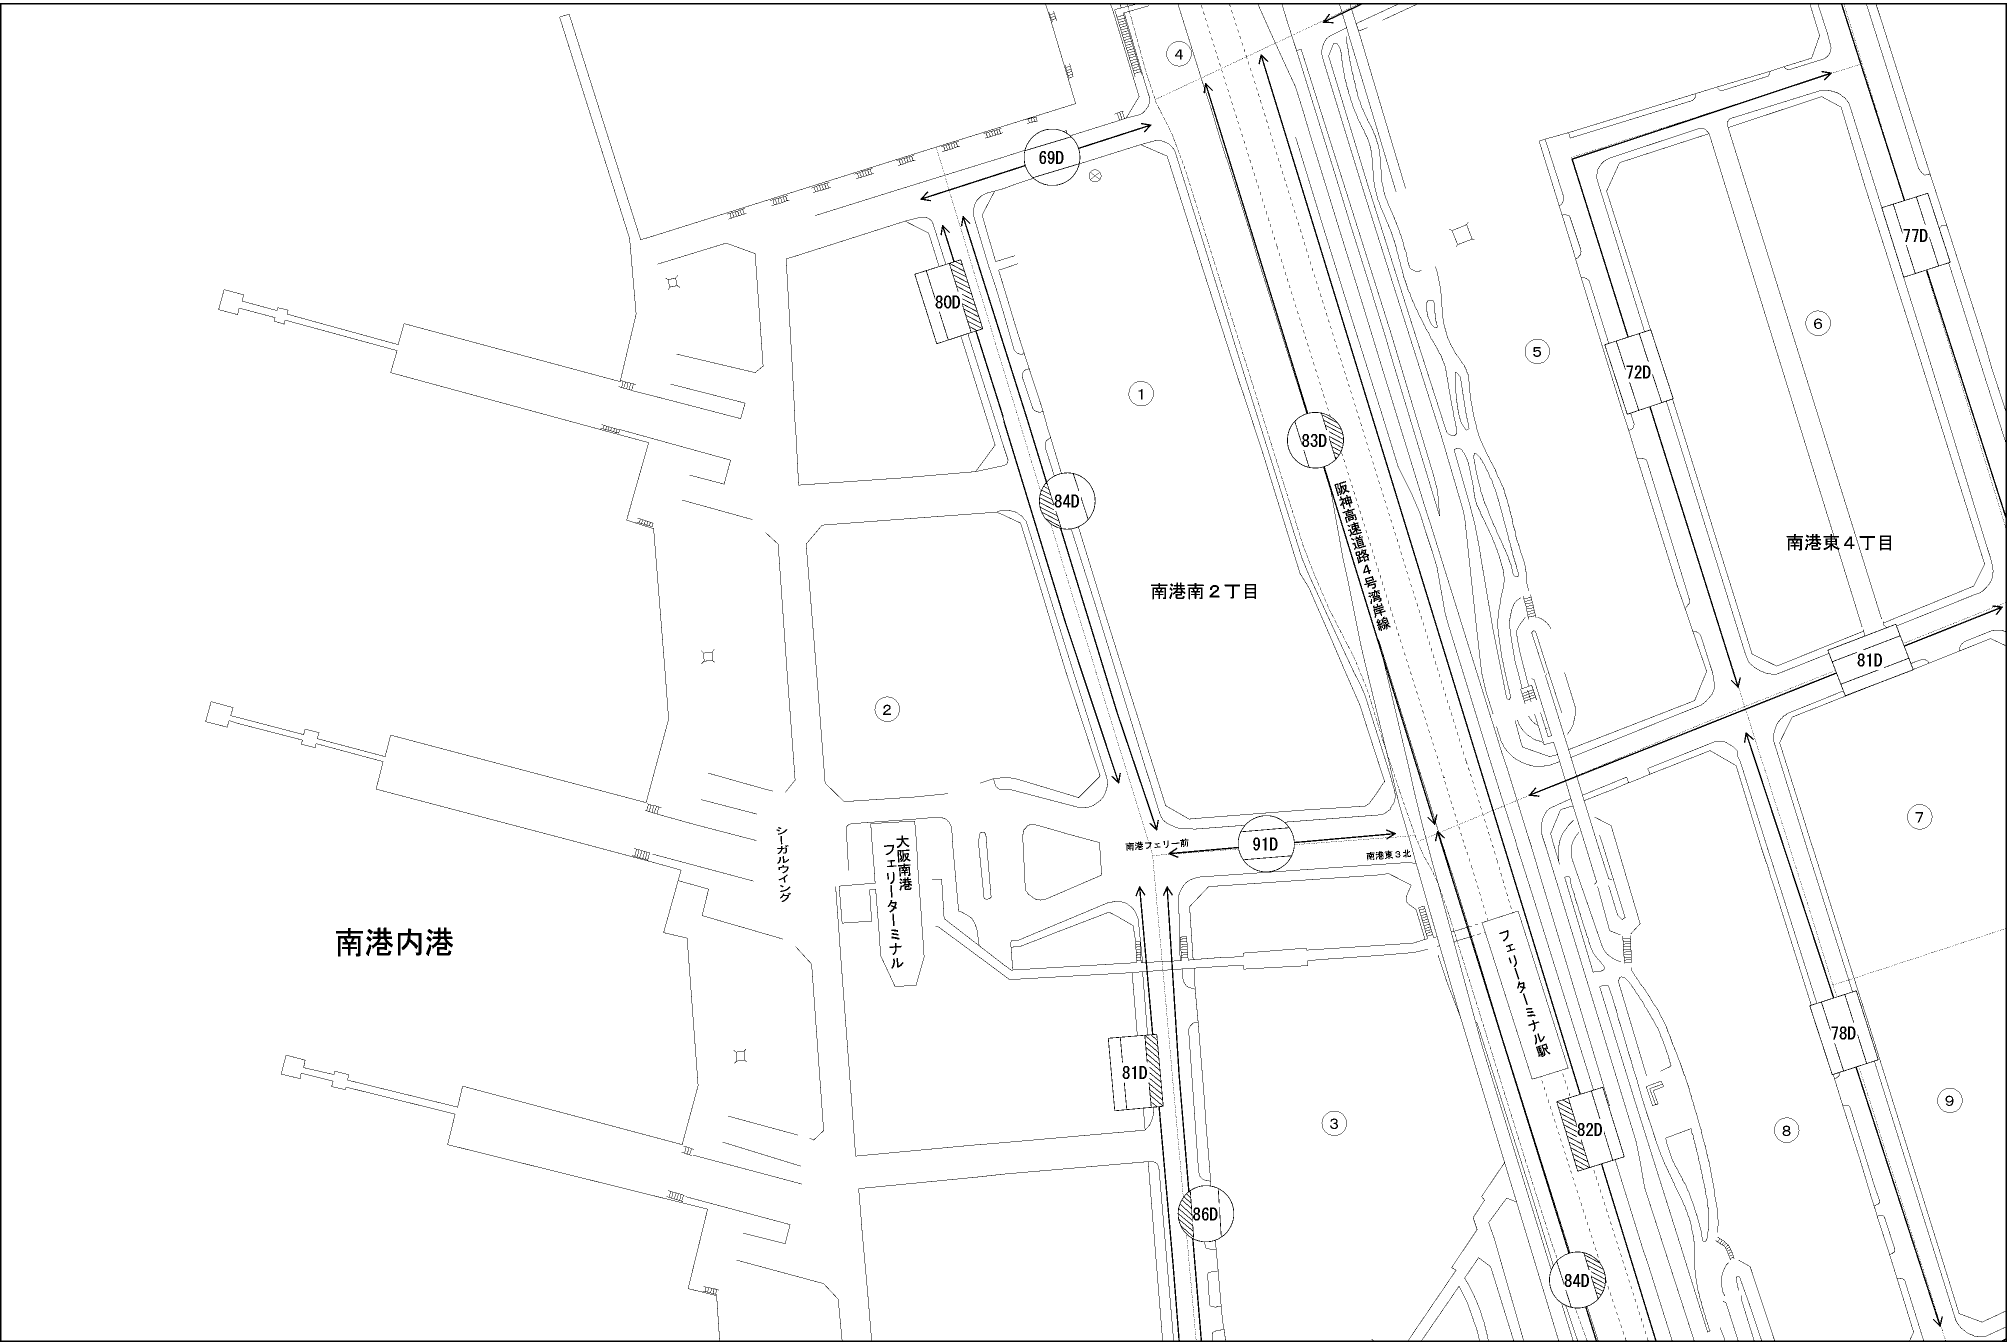 4
69D
77D
80D
6
5
72D
1
83D
84D
阪神高速道路4号湾岸線
南港東4丁目
南港南2丁目
81D
2
7
シーガルウイング
大阪南港
フェリーターミナル
南港フェリー前
91D
南港東3北
南港内港
フェリーターミナル駅
78D
81D
9
3
82D
8
86D
84D